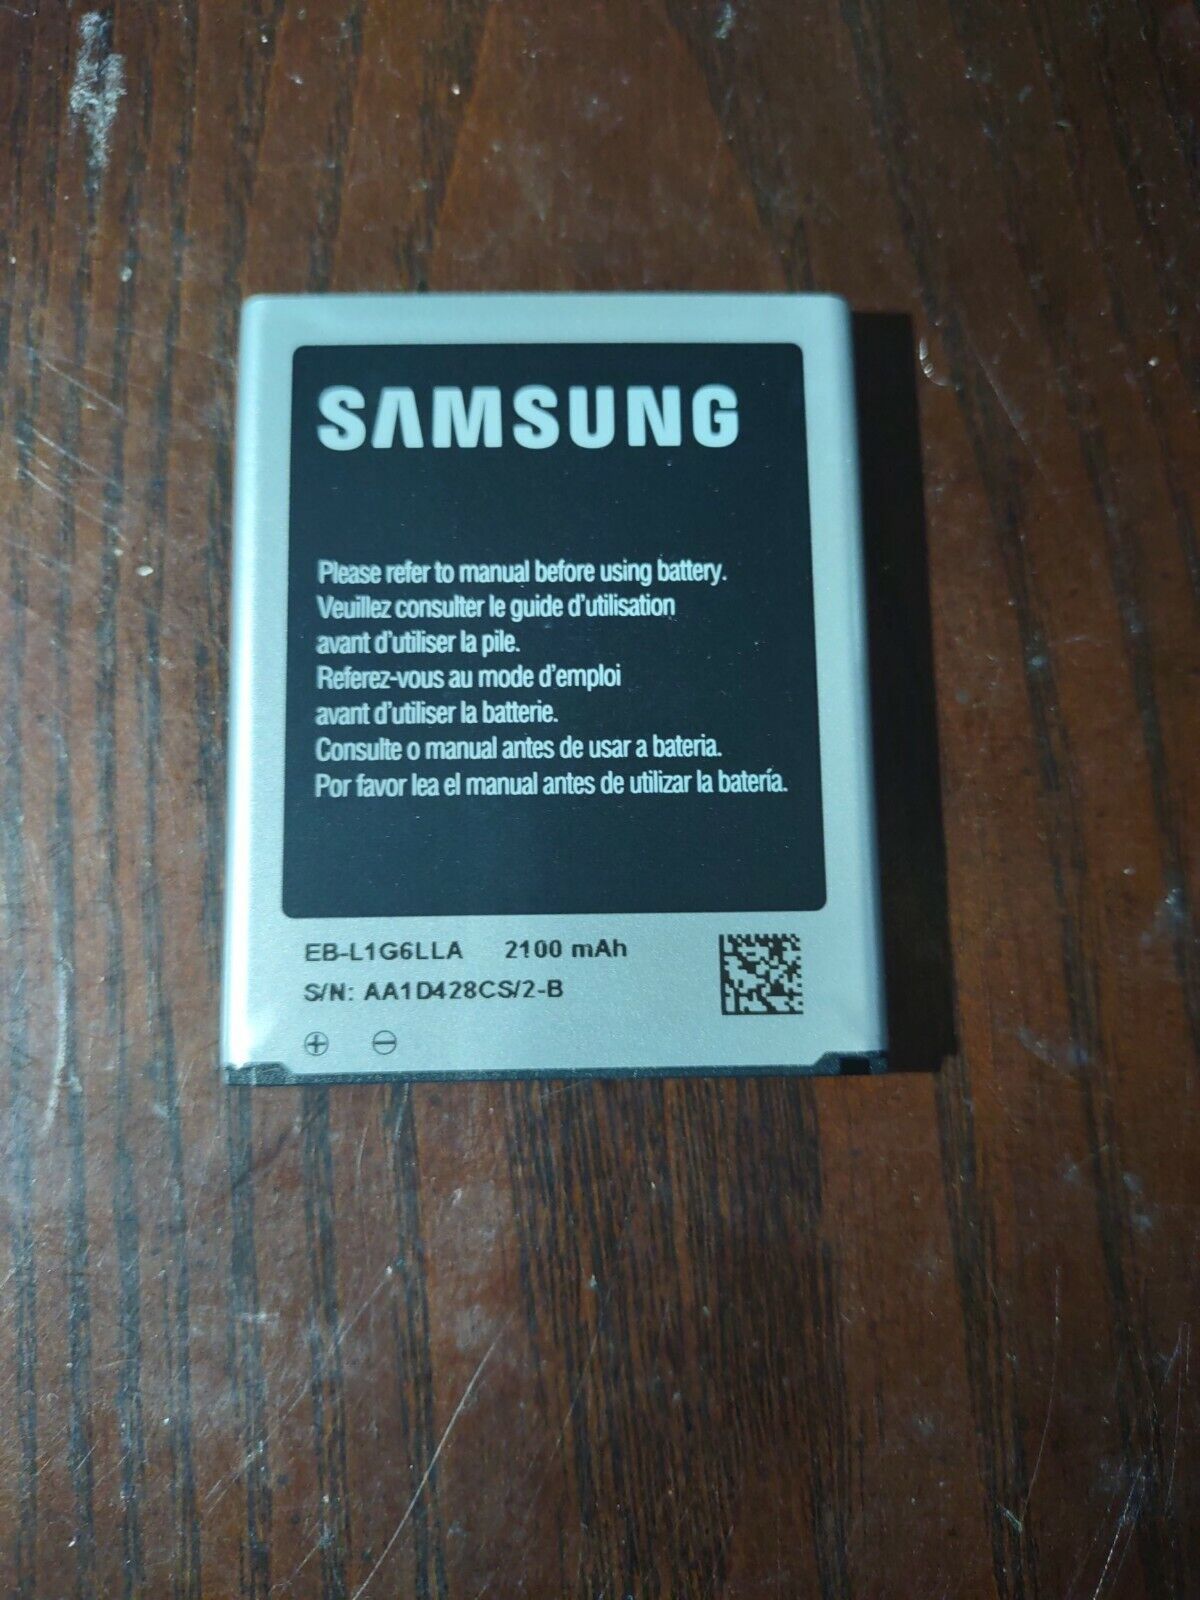 SAMSUNG
Please refer to manual before using battery.
Veuillez consulter le guide d'utilisation
avant d'utiliser la pile.
Referez-vous au mode d'emploi
avant d'utiliser la batterie.
Consulte o manual antes de usar a bateria.
Por favor lea el manual antes de utilizar la batería.
EB-L1G6LLA 2100 mAh
S/N: AA1D428CS/2-B
⊕ ⊖